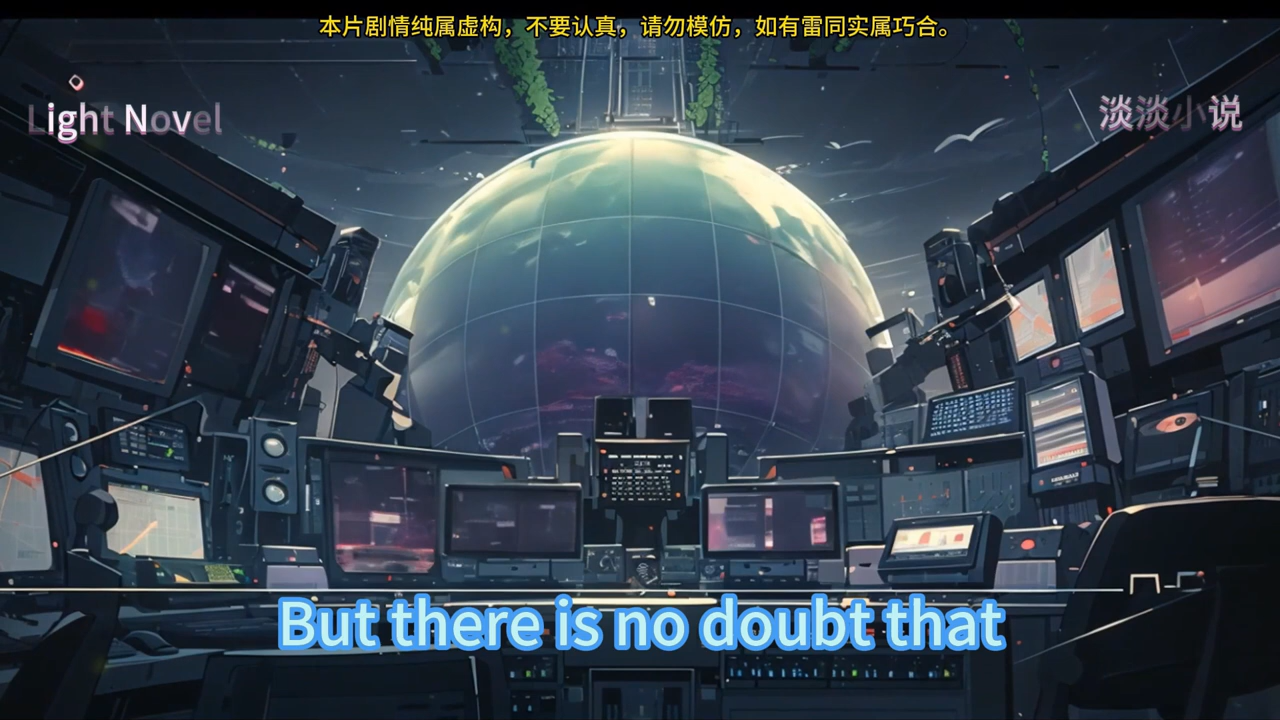 本片剧情纯属虚构，不要认真，请勿模仿，如有雷同实属巧合。
Light Novel
淡淡小说
But there is no doubt that